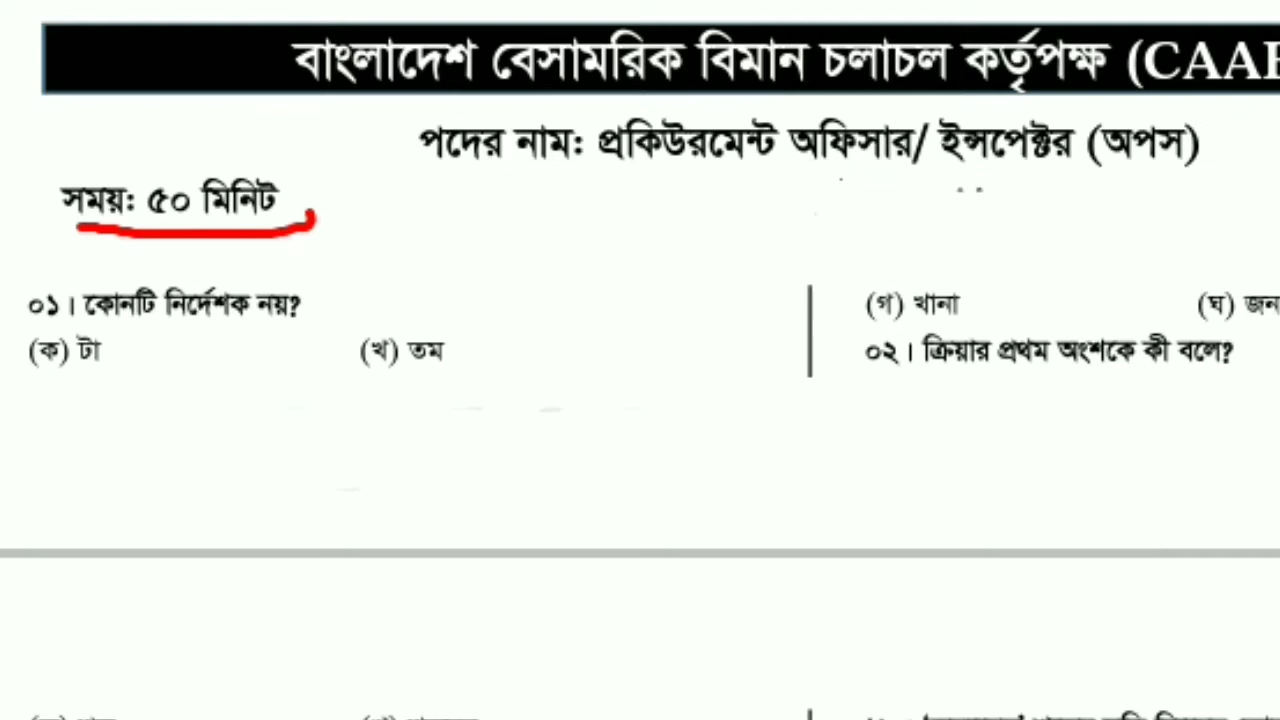 বাংলাদেশ বেসামরিক বিমান চলাচল কর্তৃপক্ষ
পদের নাম: প্রকিউরমেন্ট অফিসার/ ইন্সপেক্টর (অপস)
সময়: ৫০ মিনিট
০১। কোনটি নির্দেশক নয়?
(ক) টা (খ) তম
(গ) খানা (ঘ)
০২। ক্রিয়ার প্রথম অংশকে কী বলে?